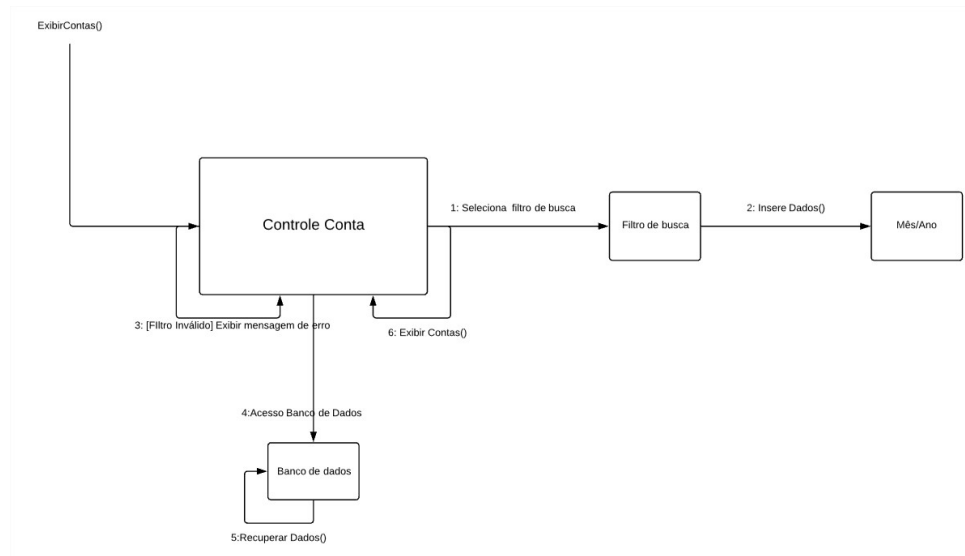 ExibirContas()
Controle Conta
1: Seleciona filtro de busca
Filtro de busca
2: Insere Dados()
Mês/Ano
3: [FIltro Inválido] Exibir mensagem de erro
6: Exibir Contas()
4:Acesso Banco de Dados
Banco de dados
5:Recuperar Dados()